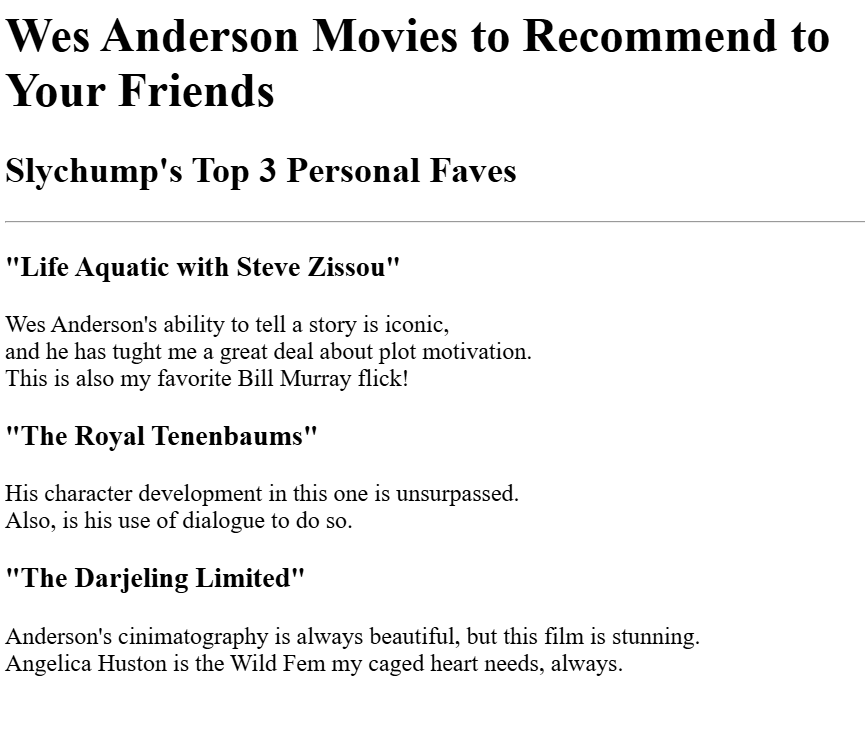 Wes Anderson Movies to Recommend to
Your Friends
Slychump's Top 3 Personal Faves
"Life Aquatic with Steve Zissou"
Wes Anderson's ability to tell a story is iconic,
and he has tught me a great deal about plot motivation.
This is also my favorite Bill Murray flick!
"The Royal Tenenbaums"
His character development in this one is unsurpassed.
Also, is his use of dialogue to do so.
"The Darjeling Limited"
Anderson's cinimatography is always beautiful, but this film is stunning.
Angelica Huston is the Wild Fem my caged heart needs, always.